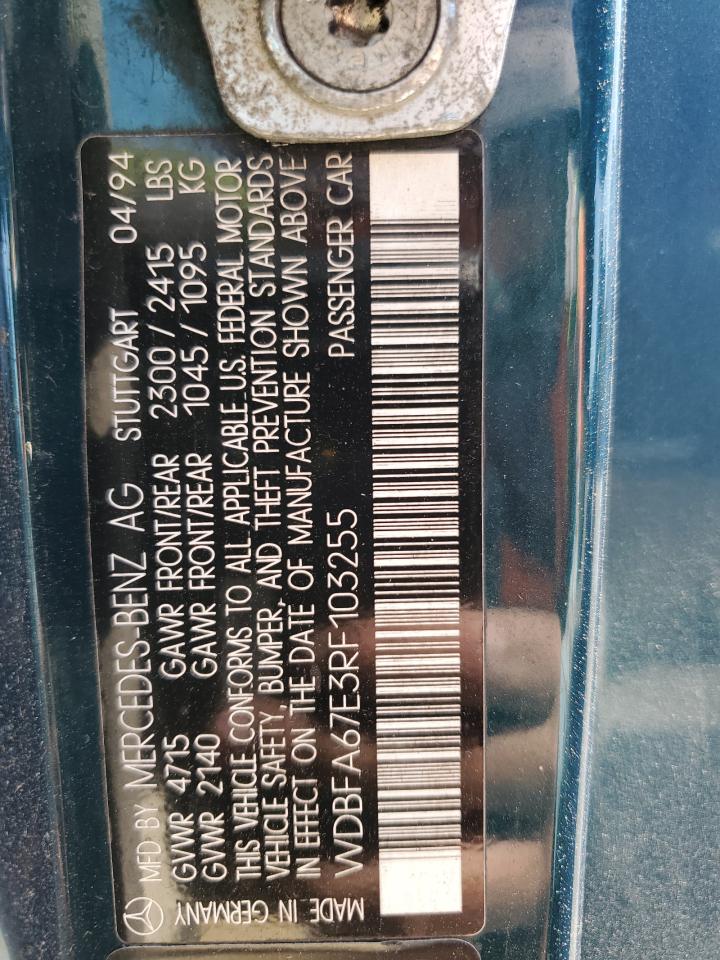 MFD BY MERCEDES-BENZ AG STUTTGART 04/94
GVWR 4715 GAWR FRONT/REAR 2300 / 2415 LBS
GVWR 2140 GAWR FRONT/REAR 1045 / 1095 KG
THIS VEHICLE CONFORMS TO ALL APPLICABLE U.S. FEDERAL MOTOR
VEHICLE SAFETY, BUMPER, AND THEFT PREVENTION STANDARDS
IN EFFECT ON THE DATE OF MANUFACTURE SHOWN ABOVE
WDBFA67E3RF103255 PASSENGER CAR
MADE IN GERMANY